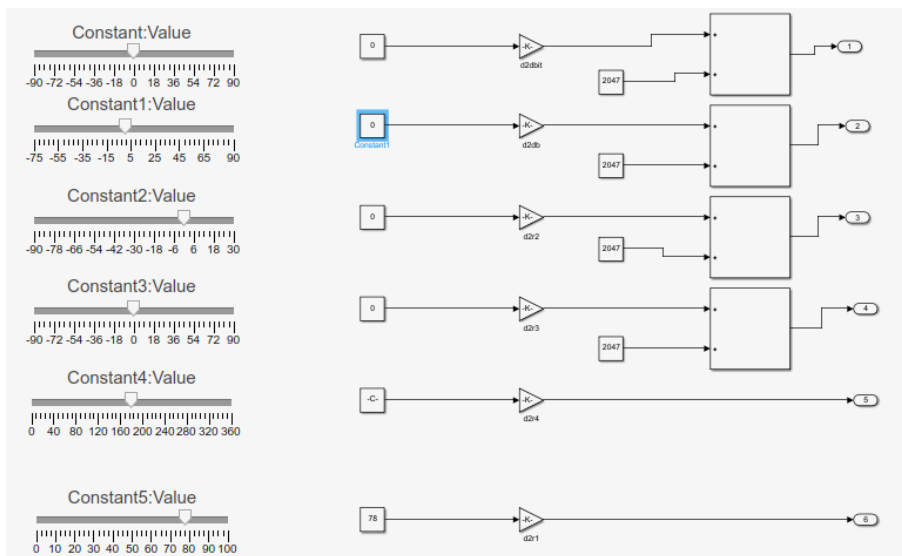 Constant:Value
-90 -72 -54 -36 -18 0 18 36 54 72 90
0
-K-
d2dbit
2047
+
+
1
Constant1:Value
-75 -55 -35 -15 5 25 45 65 90
0
Constant1
-K-
d2db
2047
+
+
2
Constant2:Value
-90 -78 -66 -54 -42 -30 -18 -6 6 18 30
0
-K-
d2r2
2047
+
+
3
Constant3:Value
-90 -72 -54 -36 -18 0 18 36 54 72 90
0
-K-
d2r3
2047
+
+
4
Constant4:Value
0 40 80 120 160 200 240 280 320 360
-C-
-K-
d2r4
5
Constant5:Value
0 10 20 30 40 50 60 70 80 90 100
78
-K-
d2r1
6